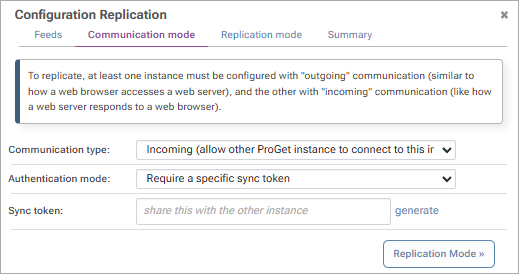 Configuration Replication ×
Feeds Communication mode Replication mode Summary
To replicate, at least one instance must be configured with "outgoing" communication (similar to
how a web browser accesses a web server), and the other with "incoming" communication (like how
a web server responds to a web browser).
Communication type: Incoming (allow other ProGet instance to connect to this ir
Authentication mode: Require a specific sync token
Sync token: share this with the other instance generate
Replication Mode »